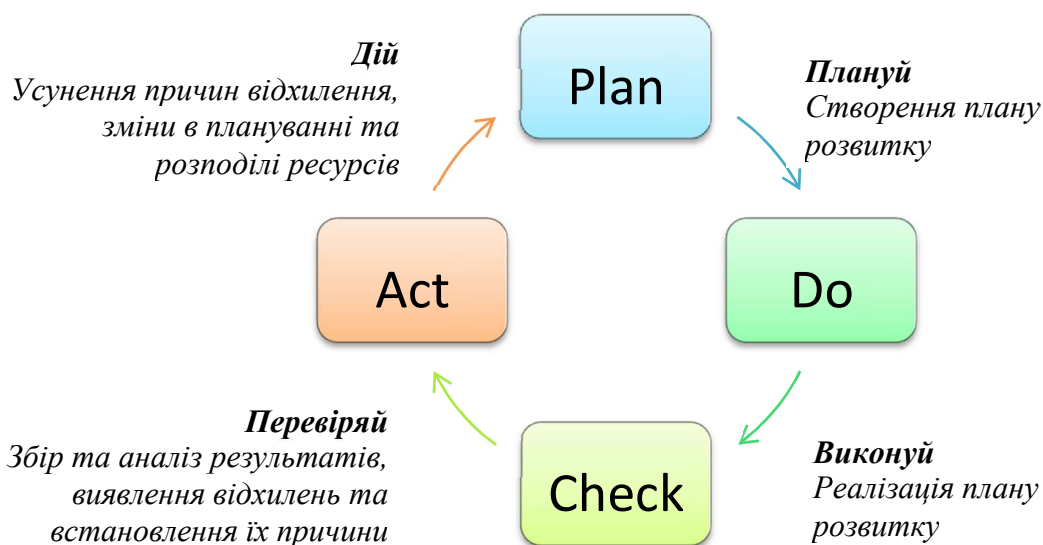 Plan
Плануй
Створення плану
розвитку
Do
Виконуй
Реалізація плану
розвитку
Check
Перевіряй
Збір та аналіз результатів,
виявлення відхилень та
встановлення їх причини
Act
Дій
Усунення причин відхилення,
зміни в плануванні та
розподілі ресурсів